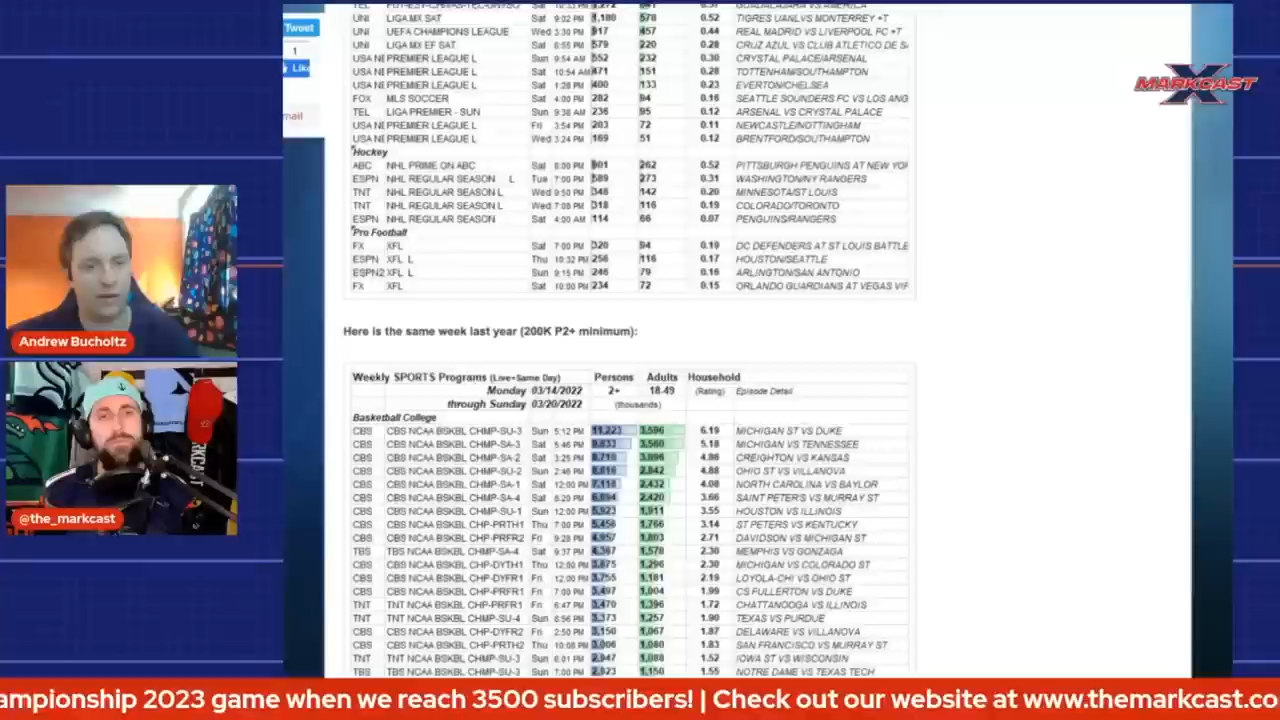 Tweet
1
Like
mail
UNI LIGA MX SAT Sat 9:02 PM 1,180 578 0.52 TIGRES UANL VS MONTERREY +T
UNI UEFA CHAMPIONS LEAGUE Wed 3:30 PM 917 457 0.44 REAL MADRID VS LIVERPOOL FC +T
UNI LIGA MX EF SAT Sat 6:55 PM 579 220 0.28 CRUZ AZUL VS CLUB ATLETICO DE S
USA NE PREMIER LEAGUE L Sun 9:54 AM 552 232 0.30 CRYSTAL PALACE/ARSENAL
USA NE PREMIER LEAGUE L Sat 10:54 AM 471 151 0.28 TOTTENHAM/SOUTHAMPTON
USA NE PREMIER LEAGUE L Sat 1:28 PM 400 133 0.23 EVERTON/CHELSEA
FOX MLS SOCCER Sat 4:00 PM 282 94 0.16 SEATTLE SOUNDERS FC VS LOS ANG
TEL LIGA PREMIER - SUN Sun 9:38 AM 236 95 0.12 ARSENAL VS CRYSTAL PALACE
USA NE PREMIER LEAGUE L Fri 3:54 PM 203 72 0.11 NEWCASTLE/NOTTINGHAM
USA NE PREMIER LEAGUE L Wed 3:24 PM 169 51 0.12 BRENTFORD/SOUTHAMPTON
Hockey
ABC NHL PRIME ON ABC Sat 8:00 PM 901 262 0.52 PITTSBURGH PENGUINS AT NEW YOR
ESPN NHL REGULAR SEASON L Tue 7:00 PM 589 273 0.31 WASHINGTON/NY RANGERS
TNT NHL REGULAR SEASON L Wed 9:50 PM 348 142 0.20 MINNESOTA/ST LOUIS
TNT NHL REGULAR SEASON L Wed 7:08 PM 318 116 0.19 COLORADO/TORONTO
ESPN NHL REGULAR SEASON Sat 4:00 AM 114 66 0.07 PENGUINS/RANGERS
Pro Football
FX XFL Sat 7:00 PM 320 94 0.19 DC DEFENDERS AT ST LOUIS BATTLE
ESPN XFL L Thu 10:32 PM 256 116 0.17 HOUSTON/SEATTLE
ESPN2 XFL L Sun 9:15 PM 246 79 0.16 ARLINGTON/SAN ANTONIO
FX XFL Sat 10:00 PM 234 72 0.15 ORLANDO GUARDIANS AT VEGAS VIP
Here is the same week last year (200K P2+ minimum):
Weekly SPORTS Programs (Live+Same Day) Persons Adults Household
Monday 03/14/2022 2+ 18-49 (Rating) Episode Detail
through Sunday 03/20/2022 (thousands)
Basketball College
CBS CBS NCAA BSKBL CHMP-SU-3 Sun 5:12 PM 11,223 3,596 6.19 MICHIGAN ST VS DUKE
CBS CBS NCAA BSKBL CHMP-SA-3 Sat 5:46 PM 9,833 3,560 5.18 MICHIGAN VS TENNESSEE
CBS CBS NCAA BSKBL CHMP-SA-2 Sat 3:25 PM 8,718 3,096 4.86 CREIGHTON VS KANSAS
CBS CBS NCAA BSKBL CHMP-SU-2 Sun 2:46 PM 8,616 2,842 4.88 OHIO ST VS VILLANOVA
CBS CBS NCAA BSKBL CHMP-SA-1 Sat 12:00 PM 7,118 2,432 4.08 NORTH CAROLINA VS BAYLOR
CBS CBS NCAA BSKBL CHMP-SA-4 Sat 8:20 PM 6,894 2,420 3.66 SAINT PETER'S VS MURRAY ST
CBS CBS NCAA BSKBL CHMP-SU-1 Sun 12:00 PM 5,923 1,911 3.55 HOUSTON VS ILLINOIS
CBS CBS NCAA BSKBL CHP-PRTH1 Thu 7:00 PM 5,456 1,766 3.14 ST PETERS VS KENTUCKY
CBS CBS NCAA BSKBL CHP-PRFR2 Fri 9:28 PM 4,957 1,803 2.71 DAVIDSON VS MICHIGAN ST
TBS TBS NCAA BSKBL CHMP-SA-4 Sat 9:37 PM 4,367 1,578 2.30 MEMPHIS VS GONZAGA
CBS CBS NCAA BSKBL CHP-DYTH1 Thu 12:00 PM 3,875 1,296 2.30 MICHIGAN VS COLORADO ST
CBS CBS NCAA BSKBL CHP-DYFR1 Fri 12:00 PM 3,755 1,181 2.19 LOYOLA-CHI VS OHIO ST
CBS CBS NCAA BSKBL CHP-PRFR1 Fri 7:00 PM 3,497 1,004 1.99 CS FULLERTON VS DUKE
TNT TNT NCAA BSKBL CHP-PRFR1 Fri 6:47 PM 3,470 1,396 1.72 CHATTANOOGA VS ILLINOIS
TNT TNT NCAA BSKBL CHMP-SU-4 Sun 8:56 PM 3,373 1,257 1.90 TEXAS VS PURDUE
CBS CBS NCAA BSKBL CHP-DYFR2 Fri 2:50 PM 3,150 1,067 1.87 DELAWARE VS VILLANOVA
CBS CBS NCAA BSKBL CHP-PRTH2 Thu 10:08 PM 3,006 1,080 1.83 SAN FRANCISCO VS MURRAY ST
TNT TNT NCAA BSKBL CHMP-SU-3 Sun 6:01 PM 2,947 1,088 1.52 IOWA ST VS WISCONSIN
TBS TBS NCAA BSKBL CHMP-SU-3 Sun 7:00 PM 2,923 1,150 1.55 NOTRE DAME VS TEXAS TECH
MARKCAST
X
Andrew Bucholtz
MARKCAST
@the_markcast
ampionship 2023 game when we reach 3500 subscribers! | Check out our website at www.themarkcast.co